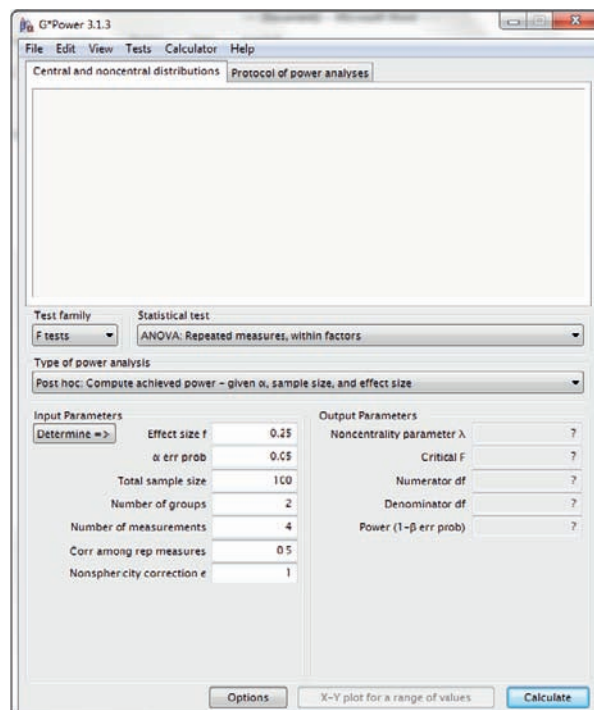 G*Power 3.1.3
File Edit View Tests Calculator Help
Central and noncentral distributions Protocol of power analyses
Test family Statistical test
F tests ANOVA: Repeated measures, within factors
Type of power analysis
Post hoc: Compute achieved power – given α, sample size, and effect size
Input Parameters Output Parameters
Determine => Effect size f 0.25 Noncentrality parameter λ ?
α err prob 0.05 Critical F ?
Total sample size 100 Numerator df ?
Number of groups 2 Denominator df ?
Number of measurements 4 Power (1-β err prob) ?
Corr among rep measures 0.5
Nonsphericity correction ϵ 1
Options X-Y plot for a range of values Calculate